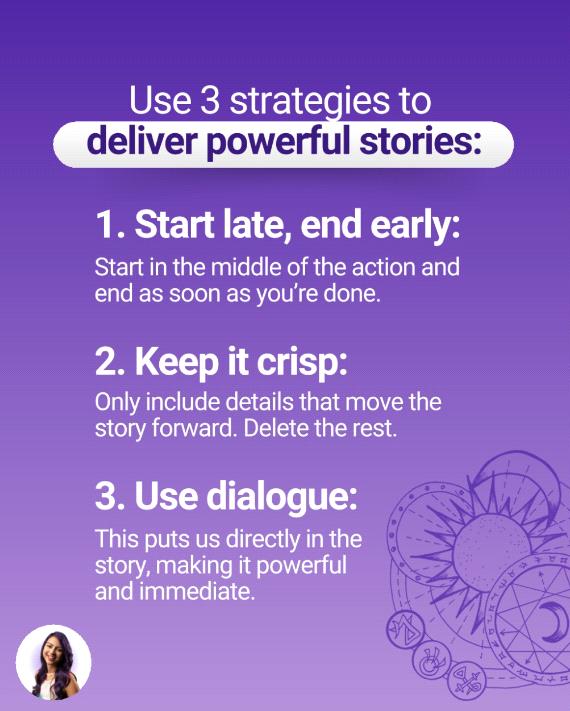 Use 3 strategies to
deliver powerful stories:
1. Start late, end early:
Start in the middle of the action and
end as soon as you’re done.
2. Keep it crisp:
Only include details that move the
story forward. Delete the rest.
3. Use dialogue:
This puts us directly in the
story, making it powerful
and immediate.